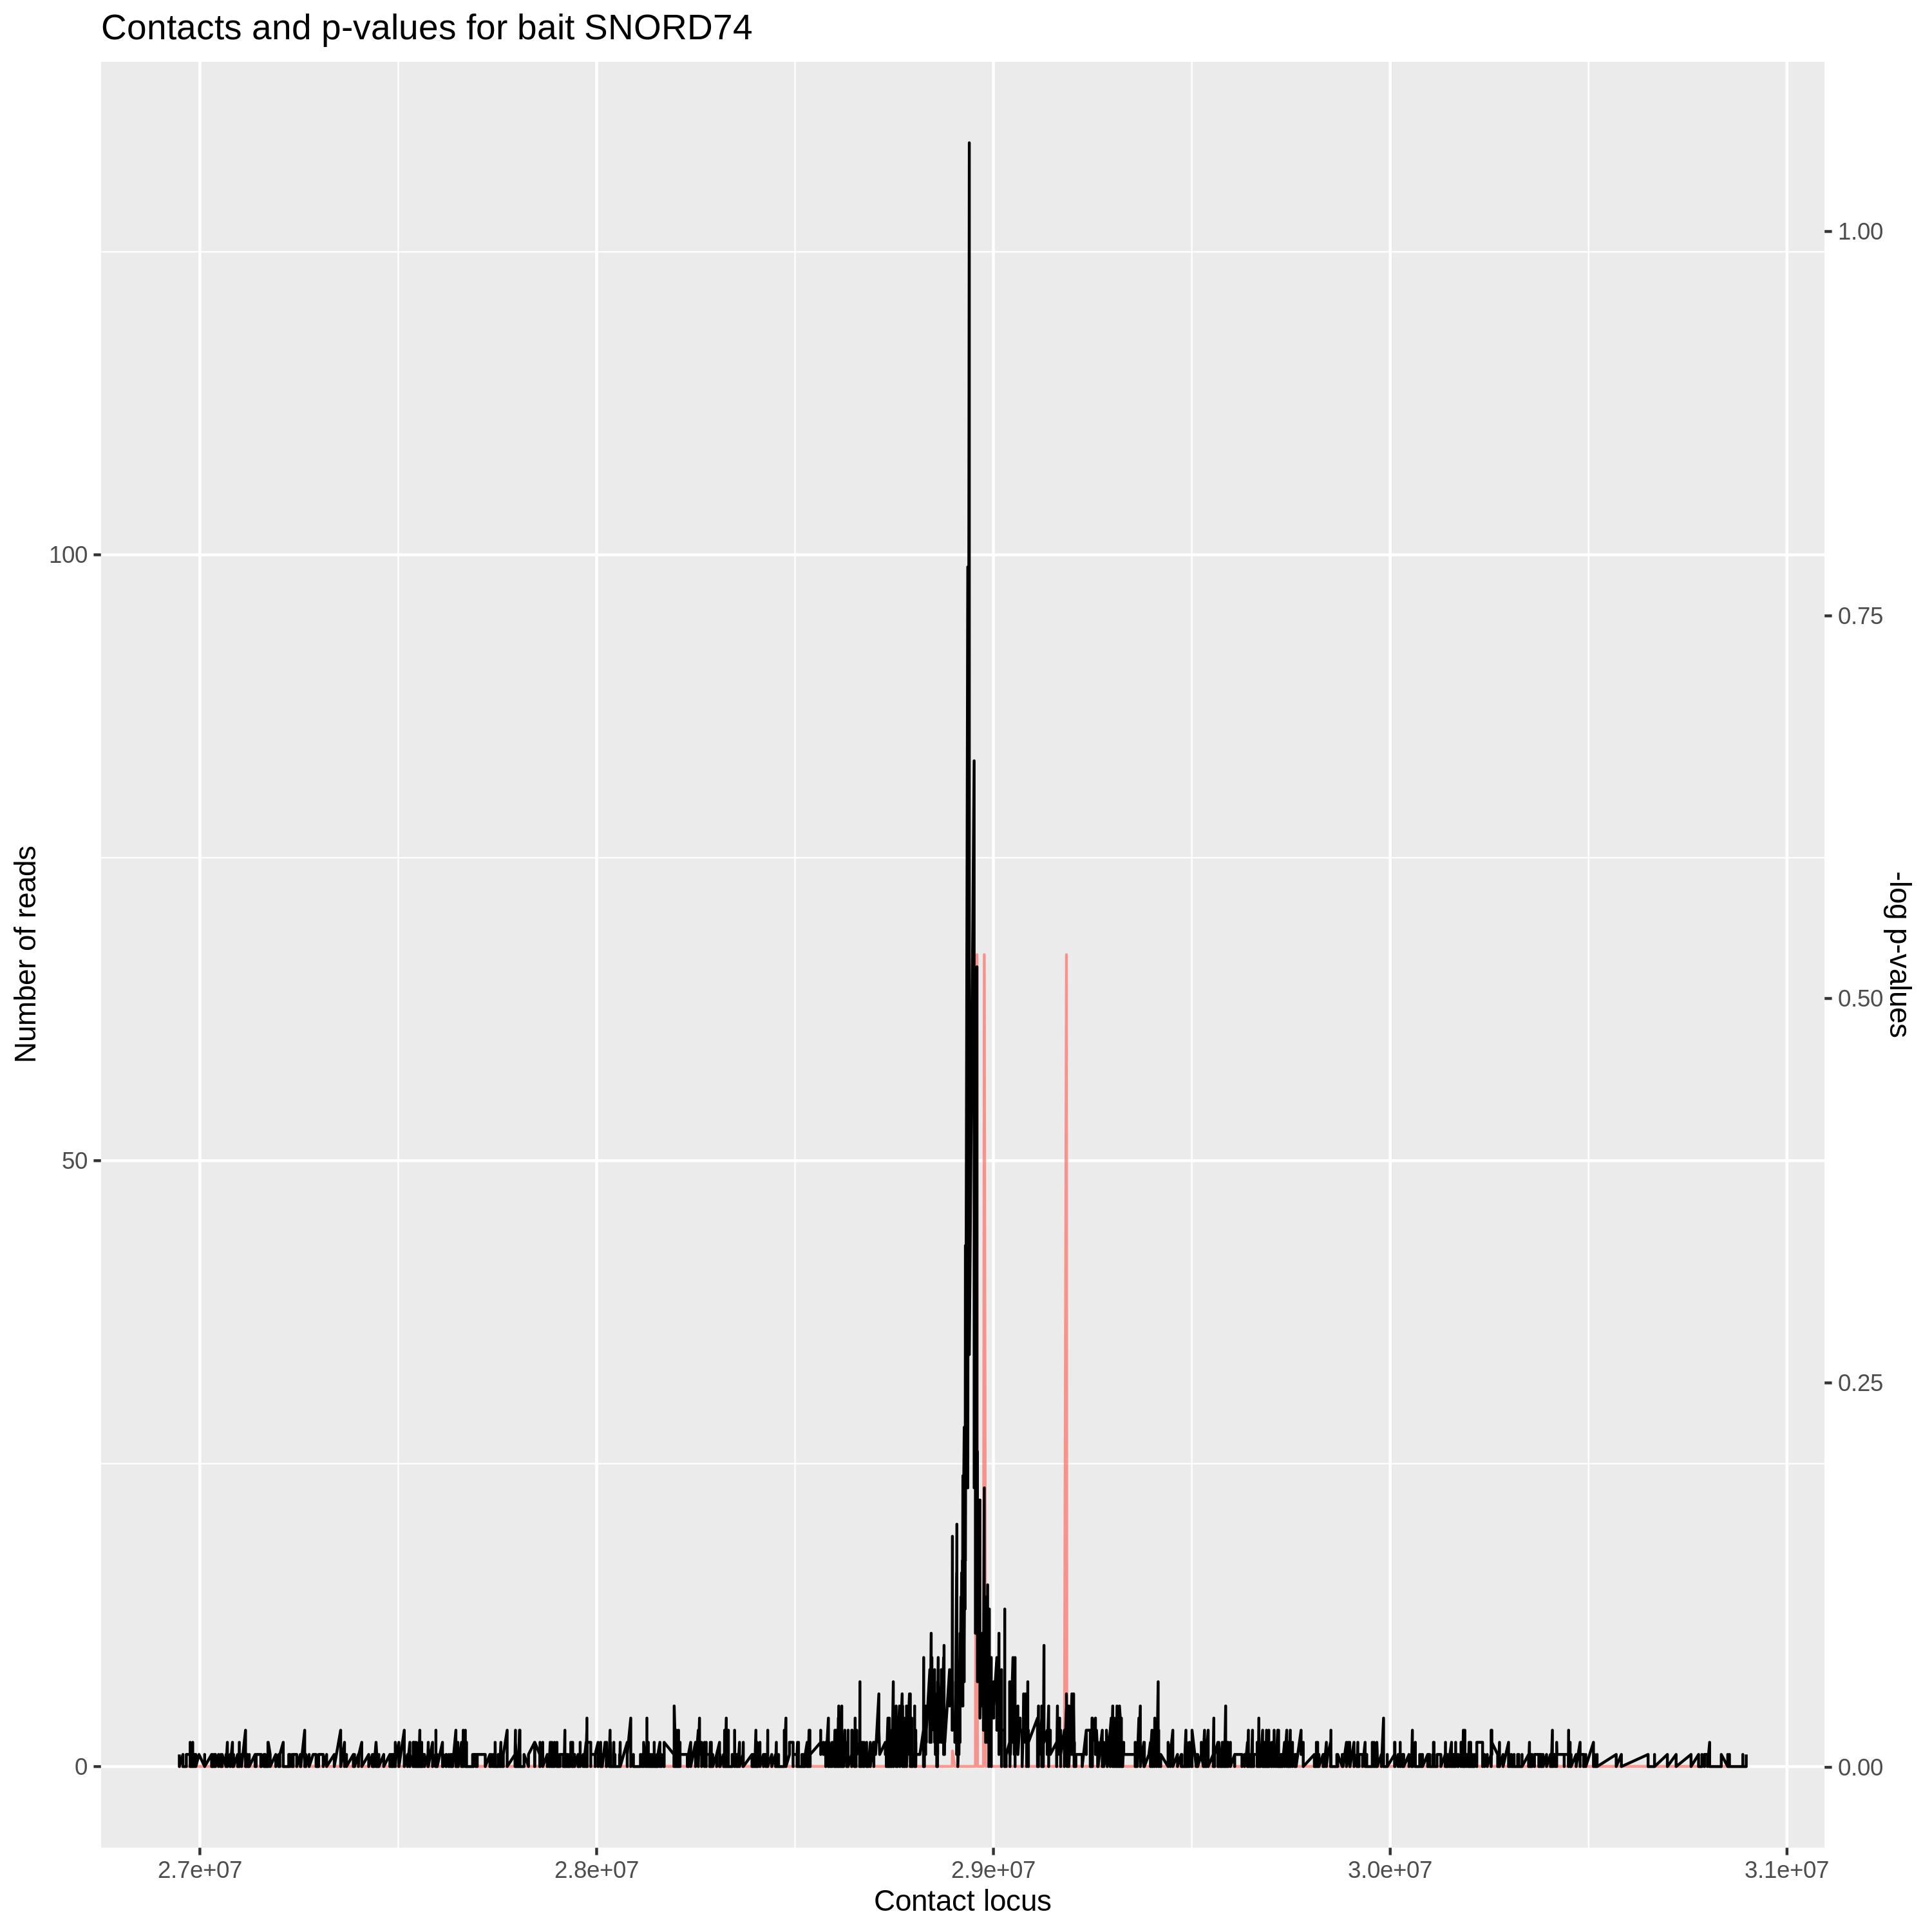 Contacts and p-values for bait SNORD74
Number of reads
100
50
0
1.00
0.75
0.50
0.25
0.00
-log p-values
2.7e+07
2.8e+07
2.9e+07
3.0e+07
3.1e+07
Contact locus